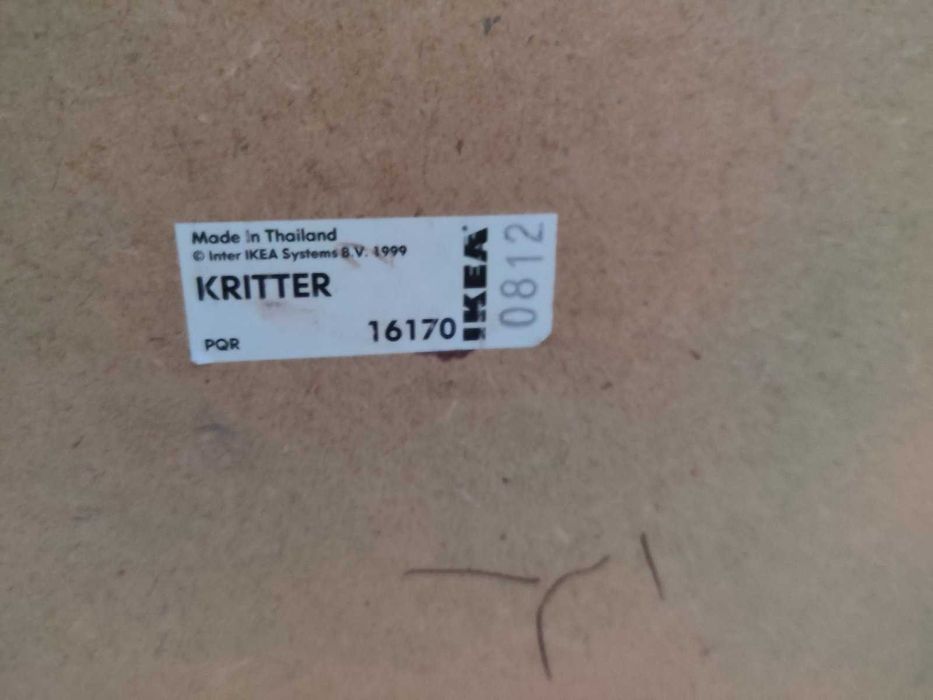 Made In Thailand
© Inter IKEA Systems B.V. 1999
KRITTER
PQR
16170
IKEA
0812